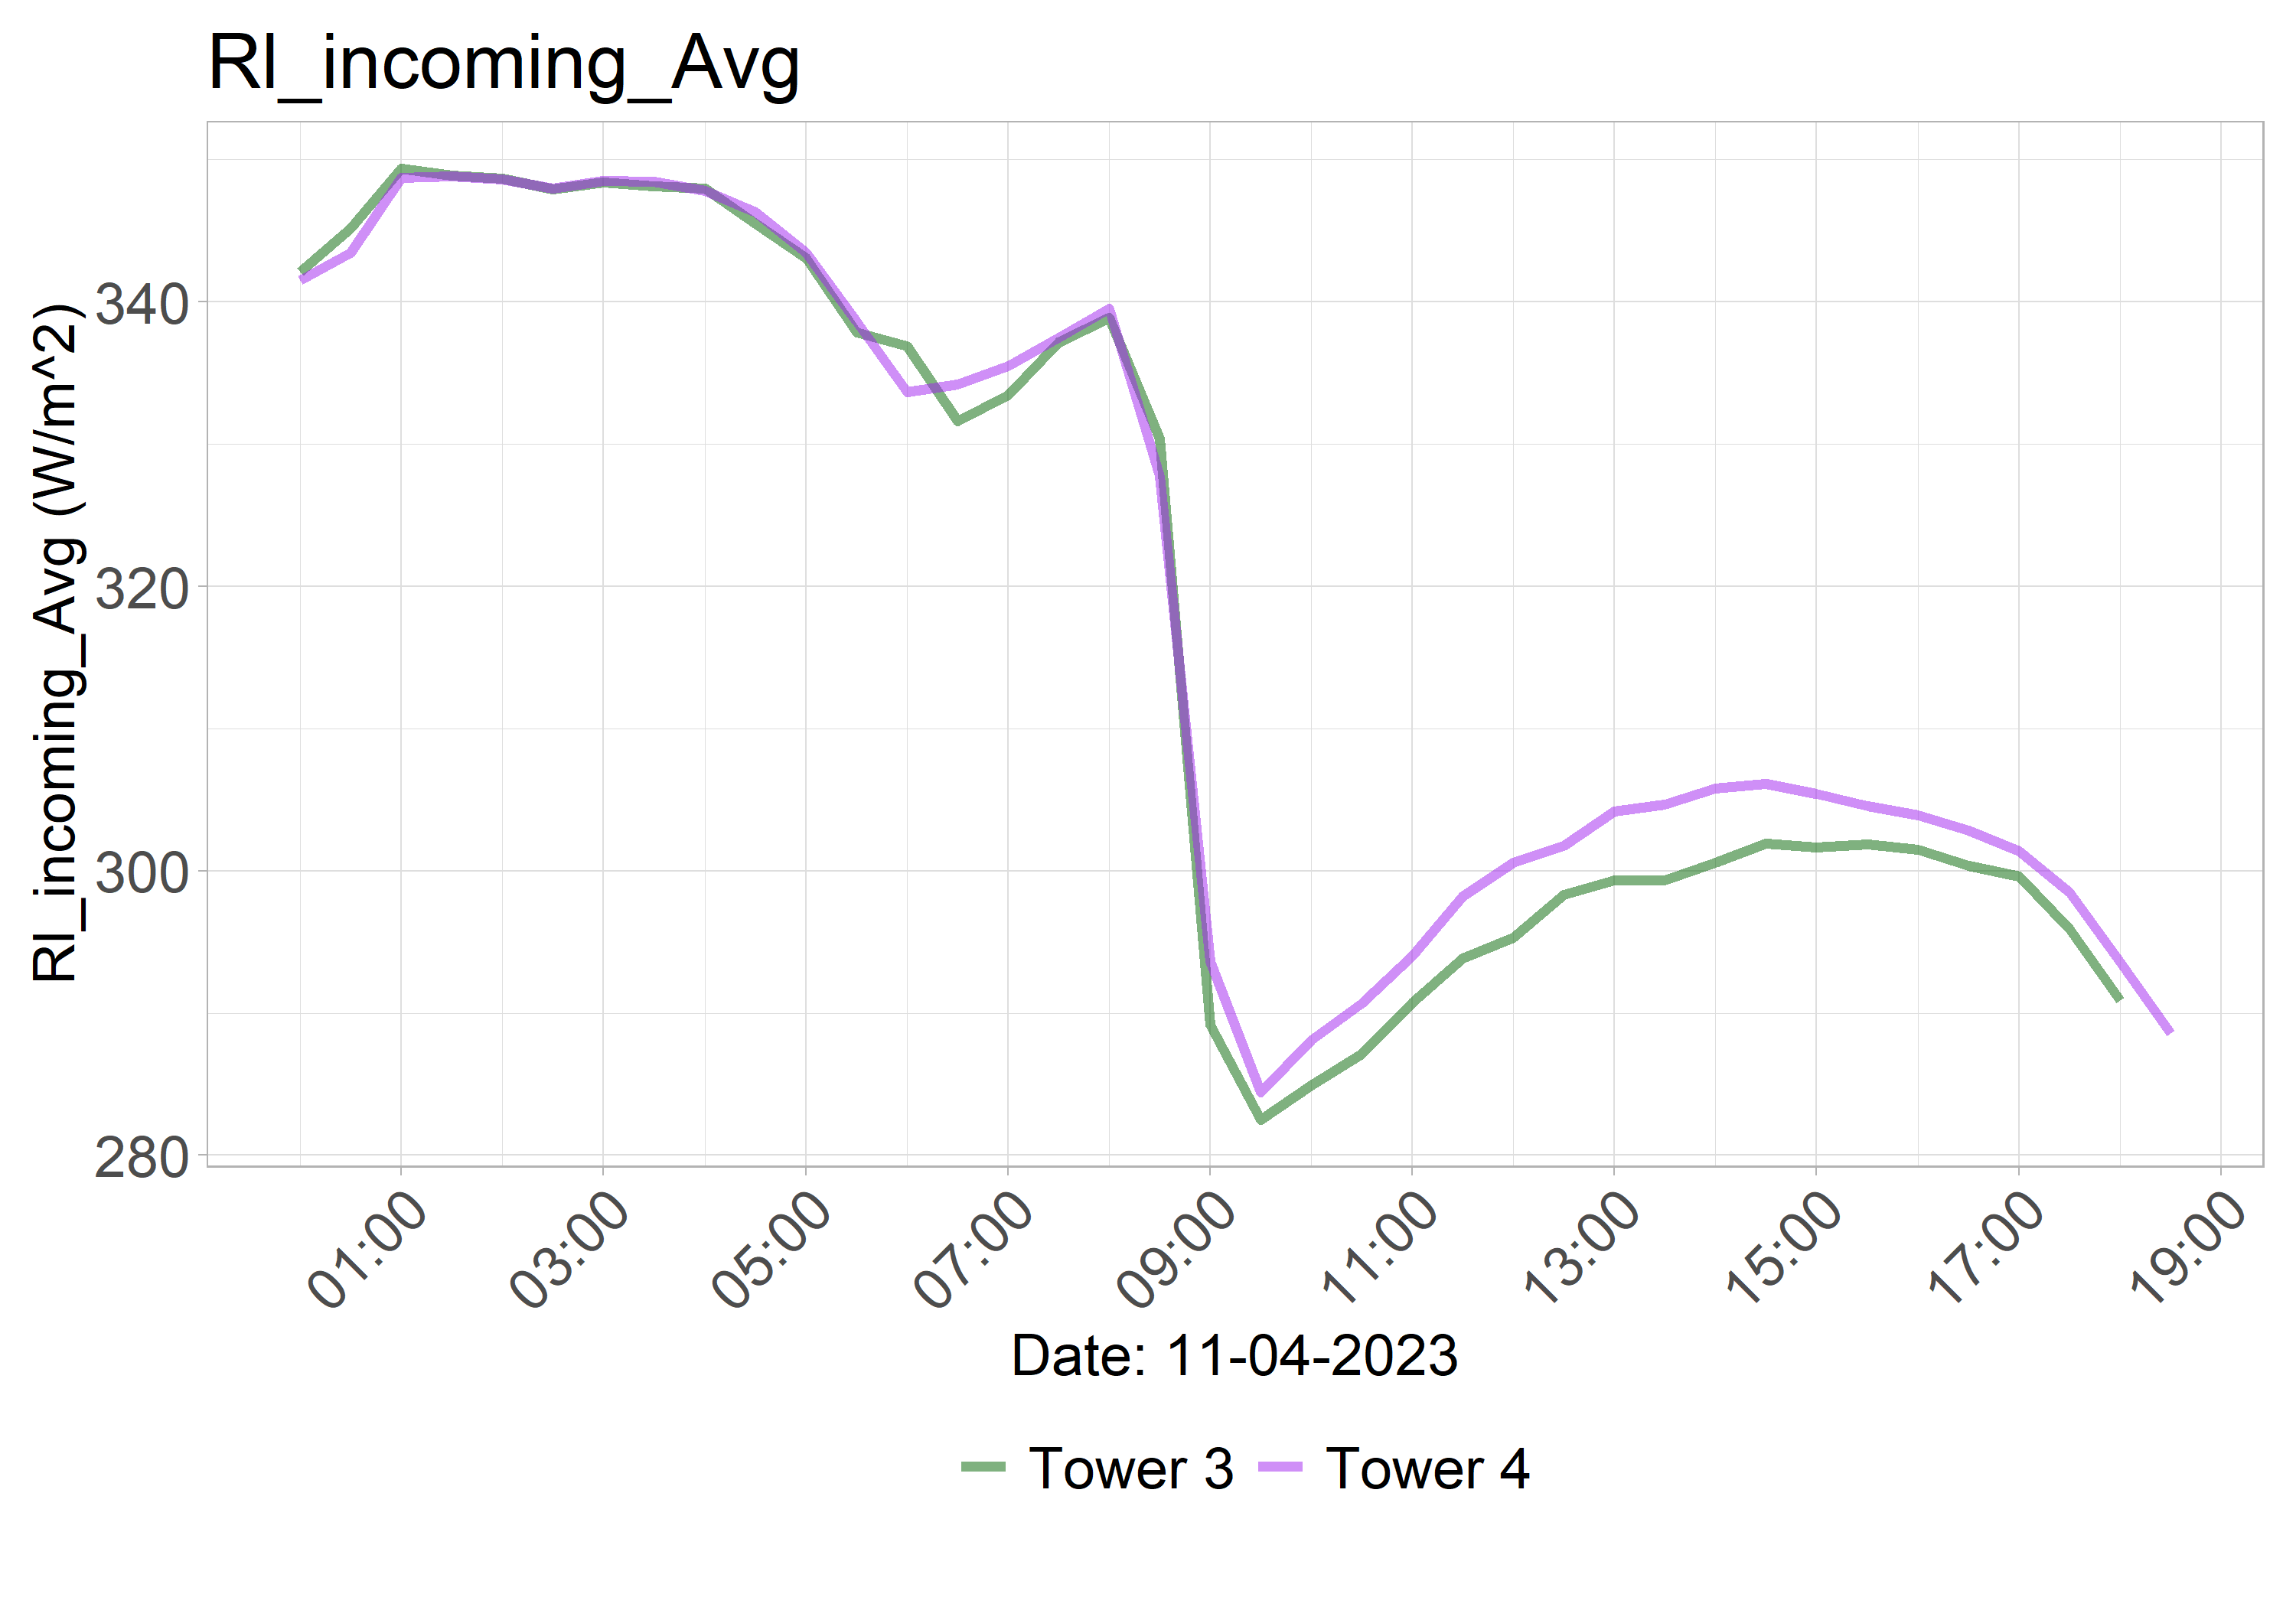 Rl_incoming_Avg
Rl_incoming_Avg (W/m^2)
340
320
300
280
01:00 03:00 05:00 07:00 09:00 11:00 13:00 15:00 17:00 19:00
Date: 11-04-2023
Tower 3 Tower 4